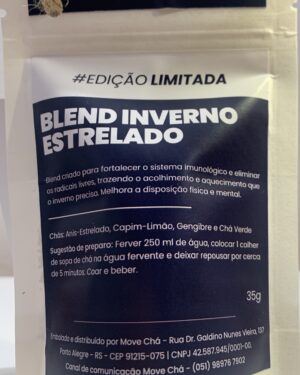 #EDIÇÃO LIMITADA
BLEND INVERNO
ESTRELADO
Blend criado para fortalecer o sistema imunológico e eliminar
os radicais livres, trazendo o acolhimento e aquecimento que
o inverno precisa. Melhora a disposição física e mental.
Chás: Anis-Estrelado, Capim-Limão, Gengibre e Chá Verde
Sugestão de preparo: Ferver 250 ml de água, colocar 1 colher
de sopa de chá na água fervente e deixar repousar por cerca
de 5 minutos. Coar e beber.
35g
Embalado e distribuido por Move Chá - Rua Dr. Galdino Nunes Vieira, 137
Porto Alegre - RS - CEP 91215-075 | CNPJ 42.587.945/0001-00.
Canal de comunicação Move Chá - (051) 98976 7902